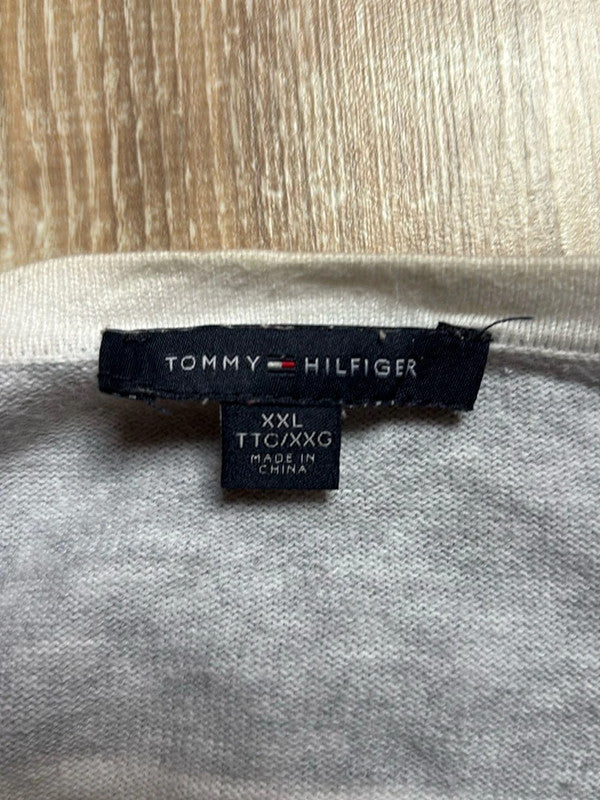 TOMMY HILFIGER
XXL
TTG/XXG
MADE IN
CHINA